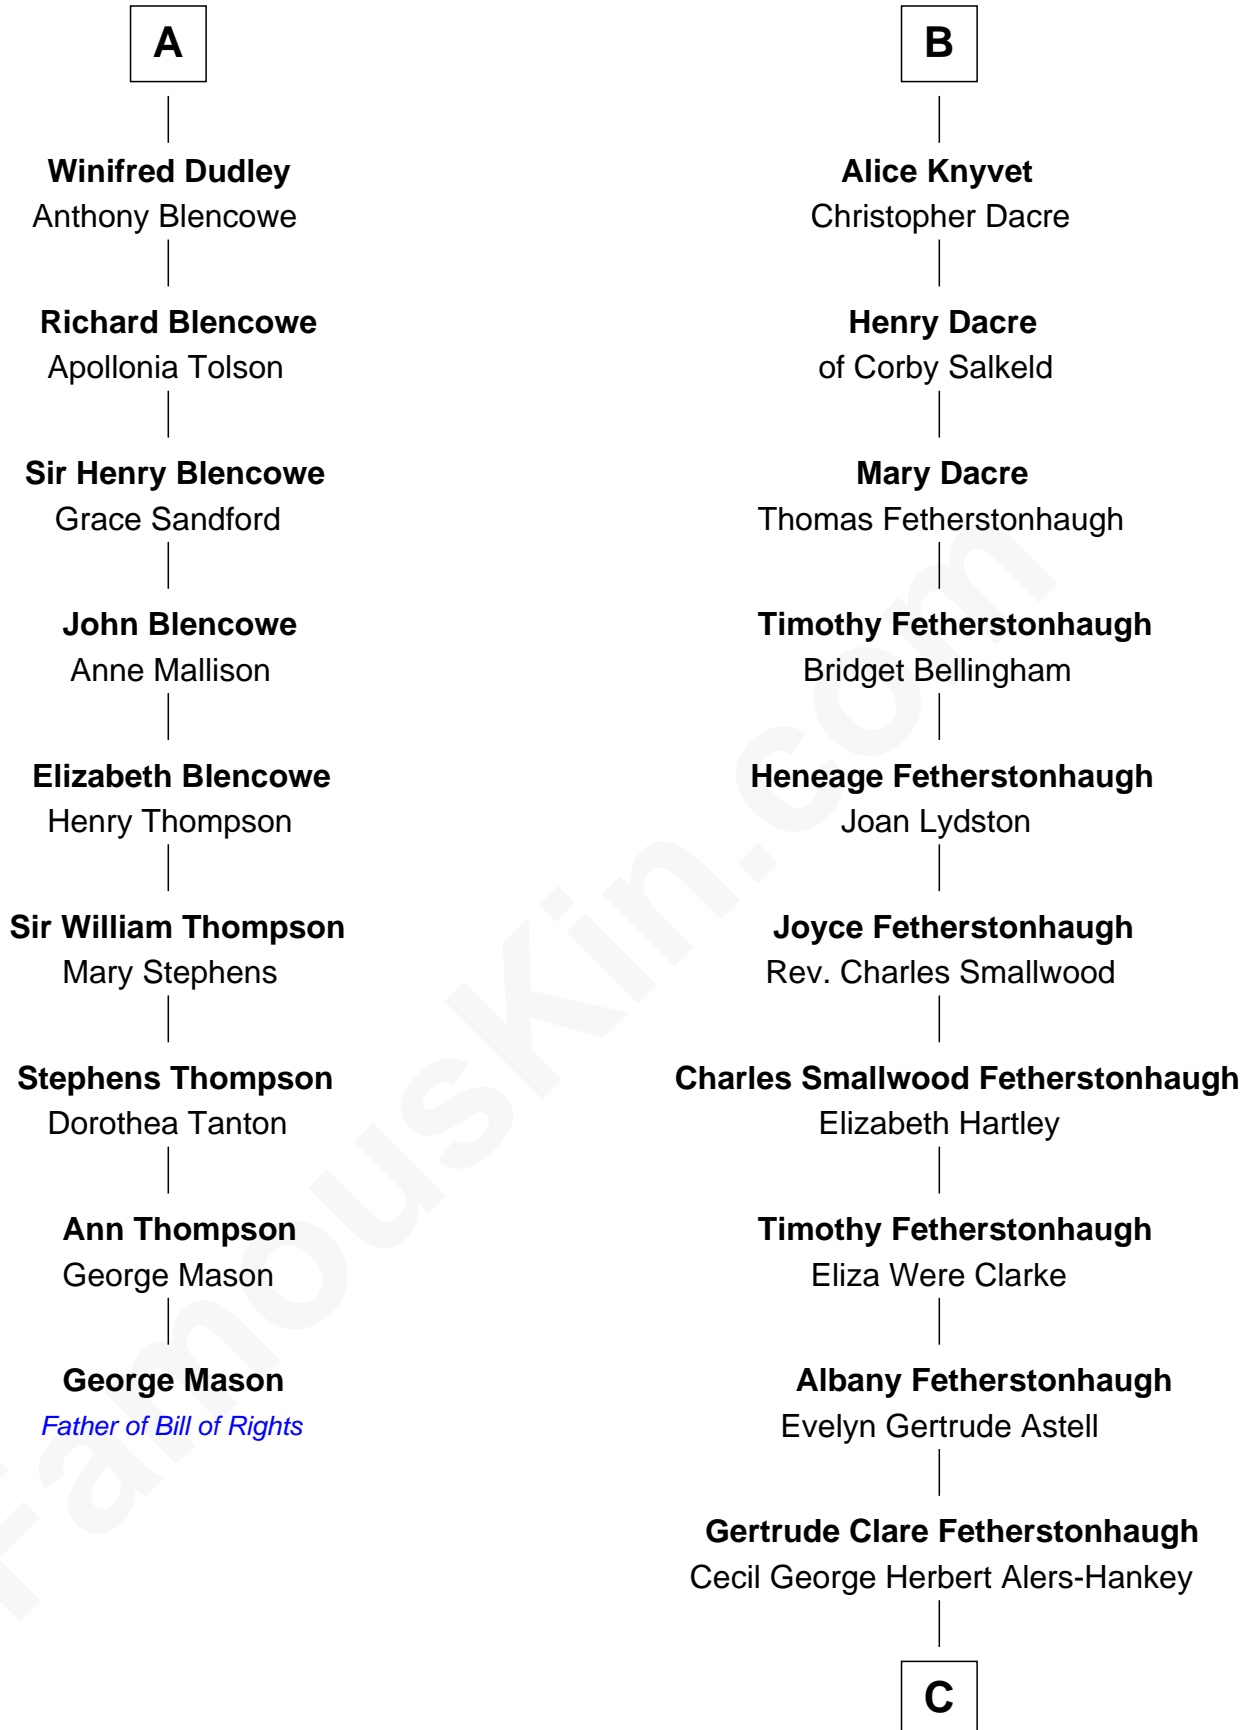 A
Winifred Dudley
Anthony Blencowe
Richard Blencowe
Apollonia Tolson
Sir Henry Blencowe
Grace Sandford
John Blencowe
Anne Mallison
Elizabeth Blencowe
Henry Thompson
Sir William Thompson
Mary Stephens
Stephens Thompson
Dorothea Tanton
Ann Thompson
George Mason
George Mason
Father of Bill of Rights
B
Alice Knyvet
Christopher Dacre
Henry Dacre
of Corby Salkeld
Mary Dacre
Thomas Fetherstonhaugh
Timothy Fetherstonhaugh
Bridget Bellingham
Heneage Fetherstonhaugh
Joan Lydston
Joyce Fetherstonhaugh
Rev. Charles Smallwood
Charles Smallwood Fetherstonhaugh
Elizabeth Hartley
Timothy Fetherstonhaugh
Eliza Were Clarke
Albany Fetherstonhaugh
Evelyn Gertrude Astell
Gertrude Clare Fetherstonhaugh
Cecil George Herbert Alers-Hankey
C
FamousKin.com